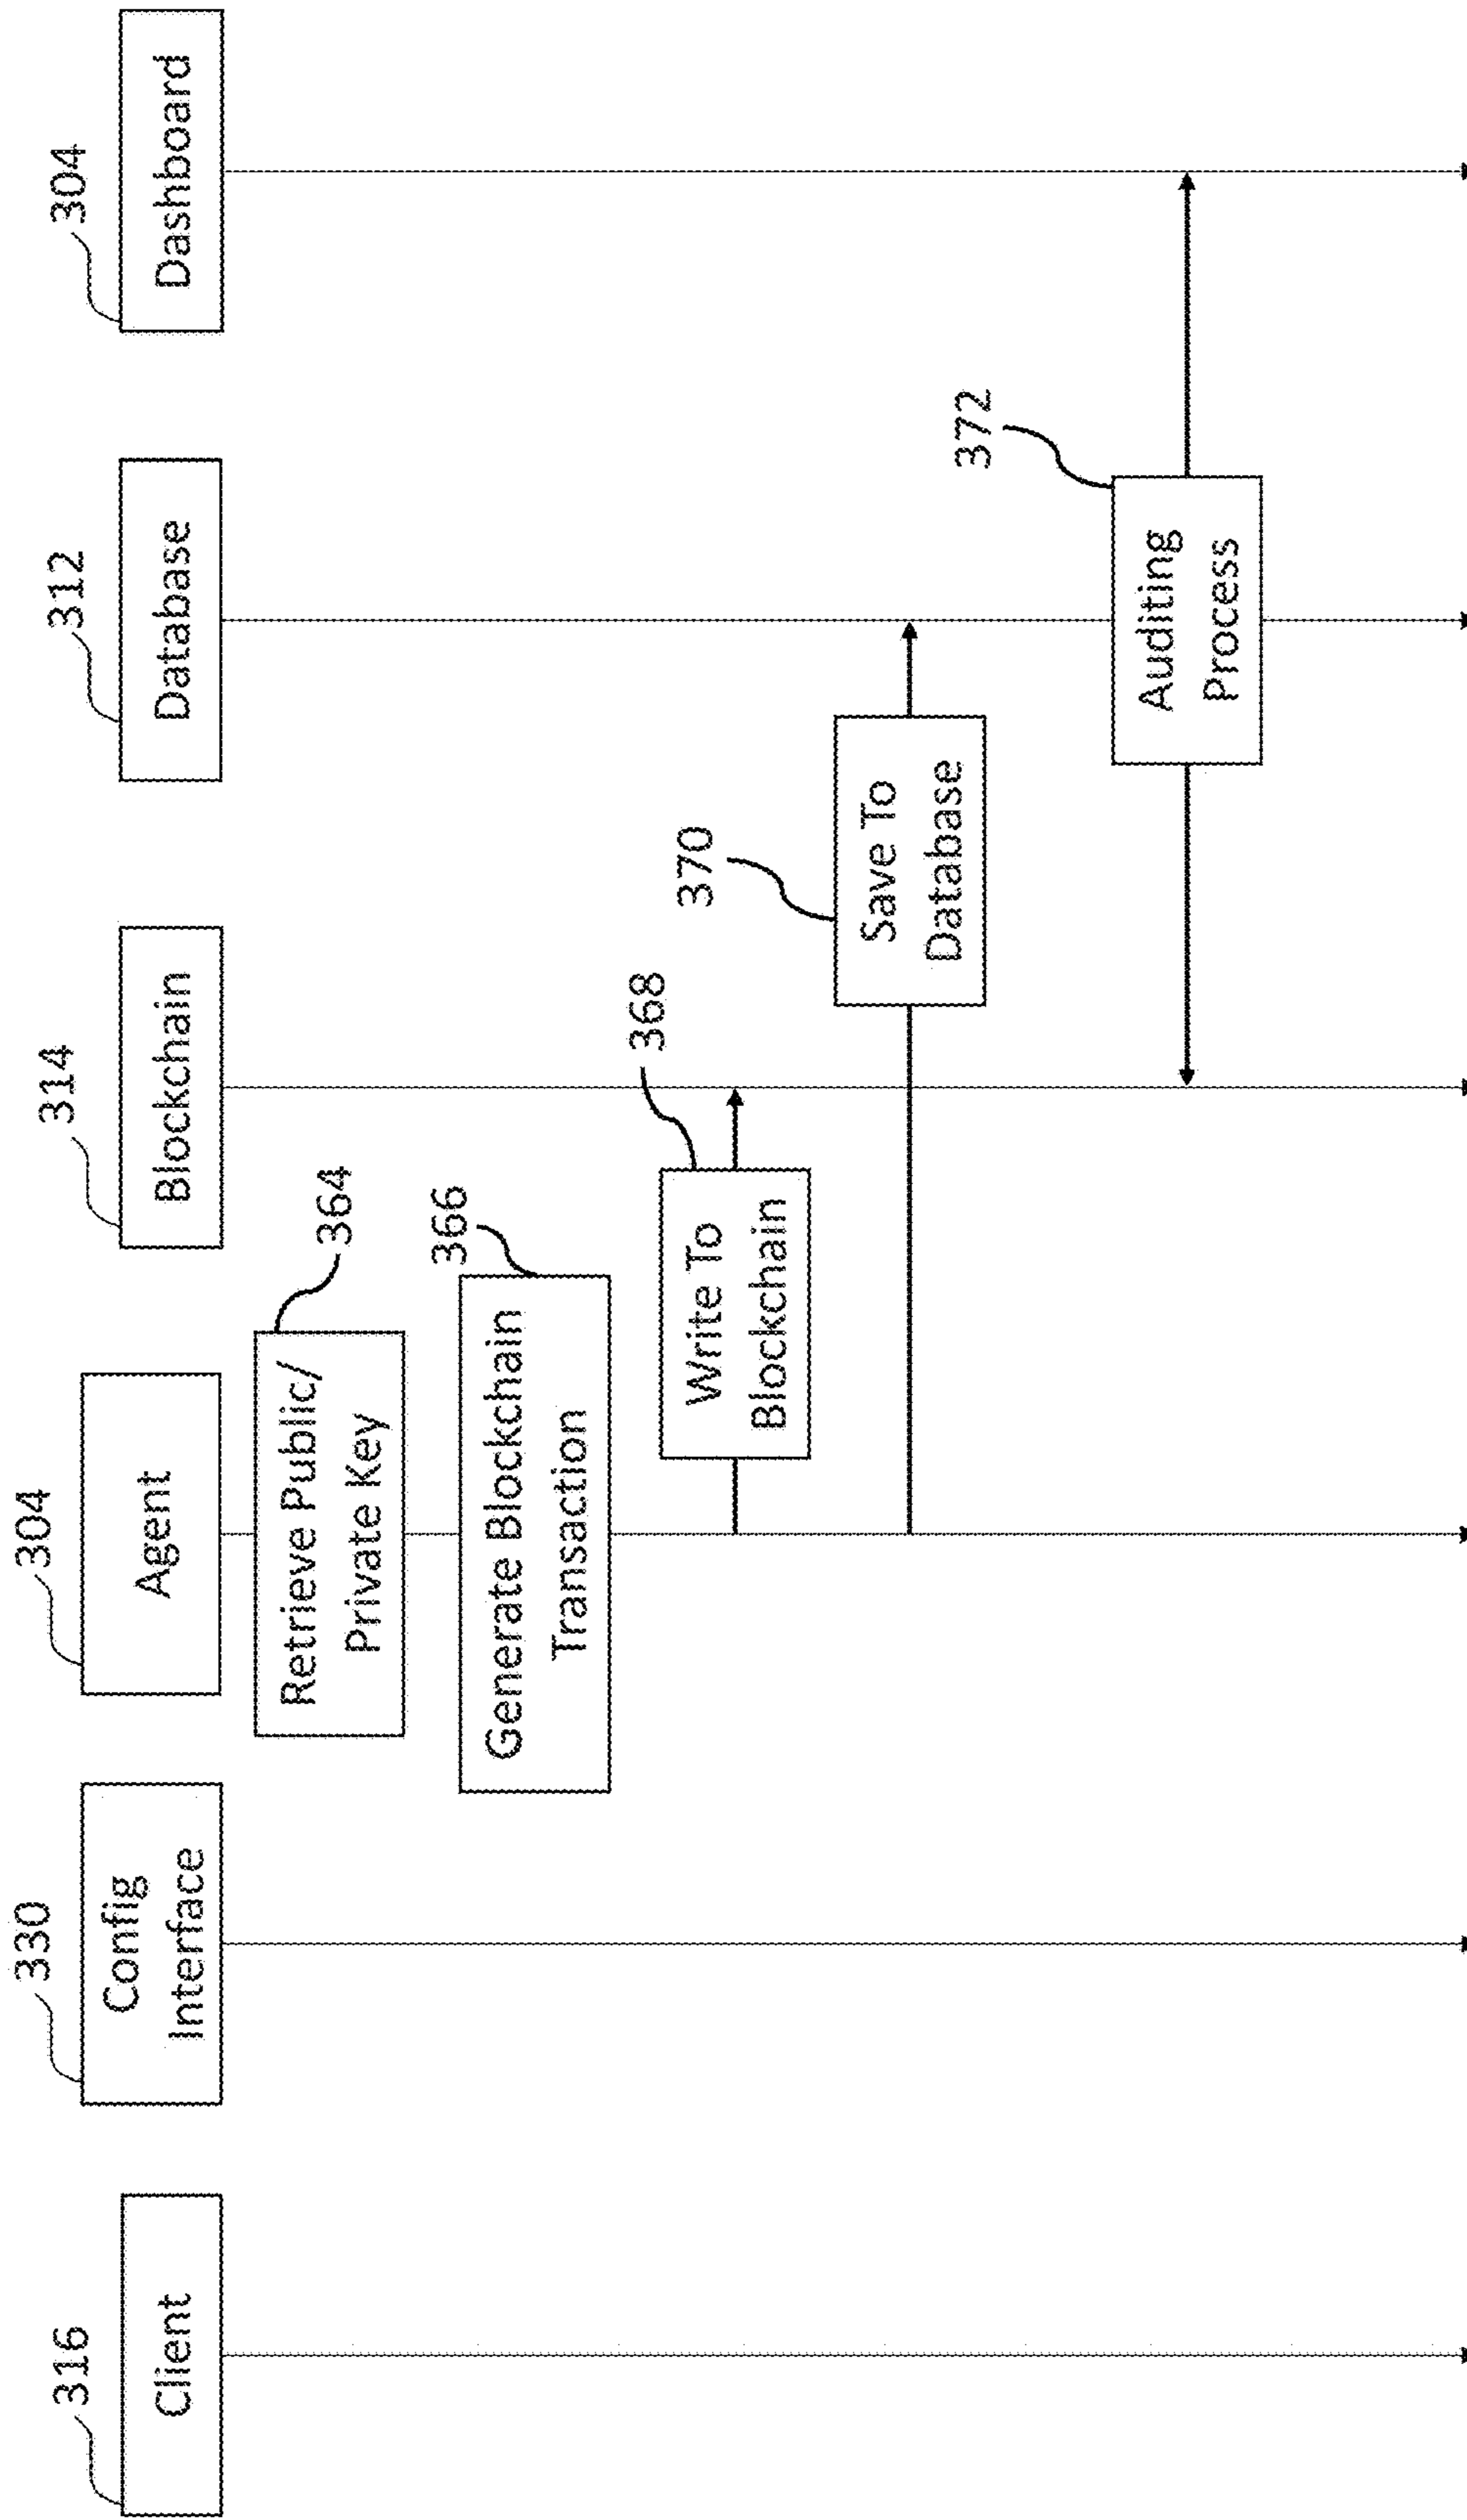 316
Client
330
Config
Interface
304
Agent
314
Blockchain
312
Database
304
Dashboard
Retrieve Public/
Private Key
364
Generate Blockchain
Transaction
366
Write To
Blockchain
368
Save To
Database
370
Auditing
Process
372